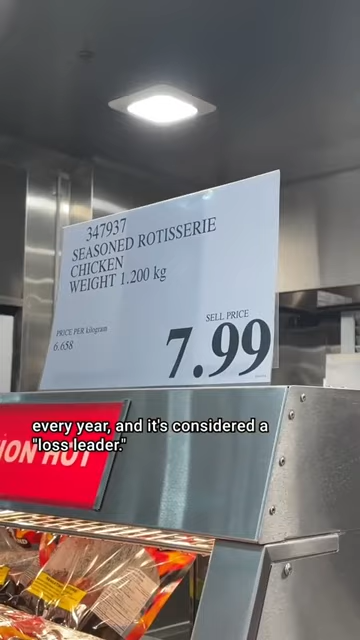 347937
SEASONED ROTISSERIE
CHICKEN
WEIGHT 1.200 kg
PRICE PER kilogram
6.658
SELL PRICE
7.99
every year, and it's considered a
"loss leader."
ION HOT